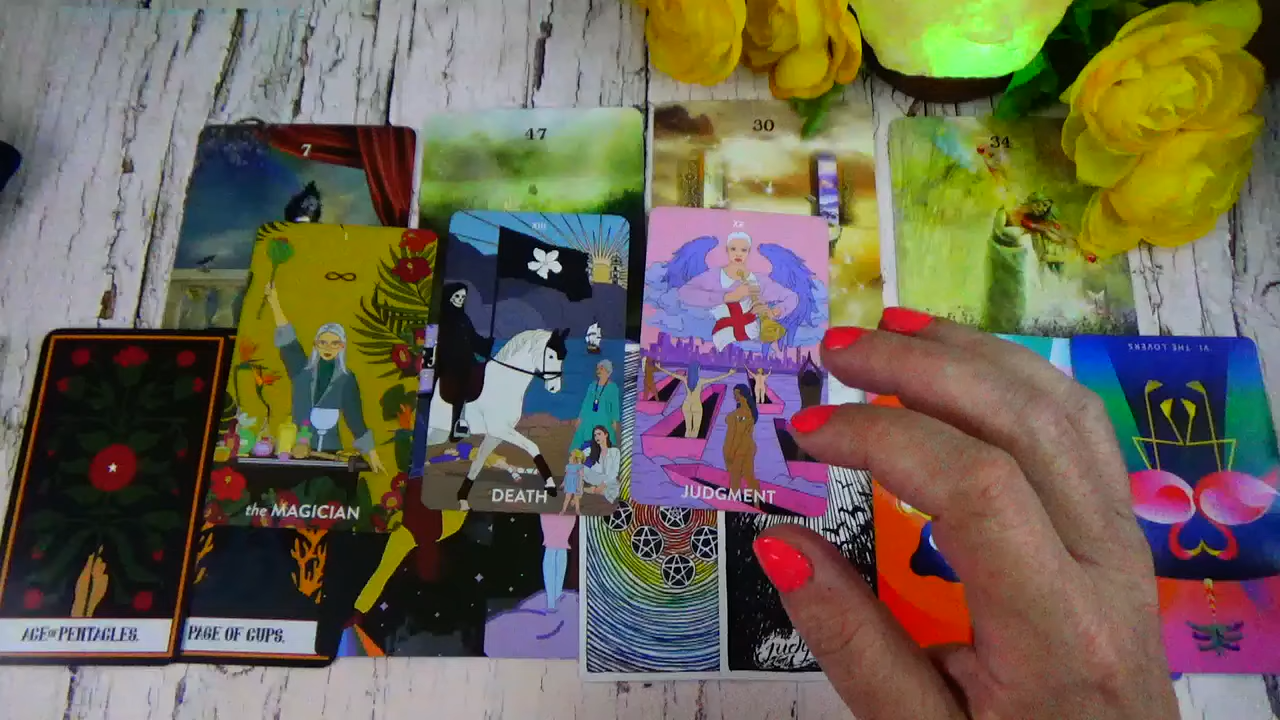 7
47
30
34
I
XIII
XX
VI. THE LOVERS
the MAGICIAN
DEATH
JUDGMENT
ACE OF PENTACLES.
PAGE OF CUPS.